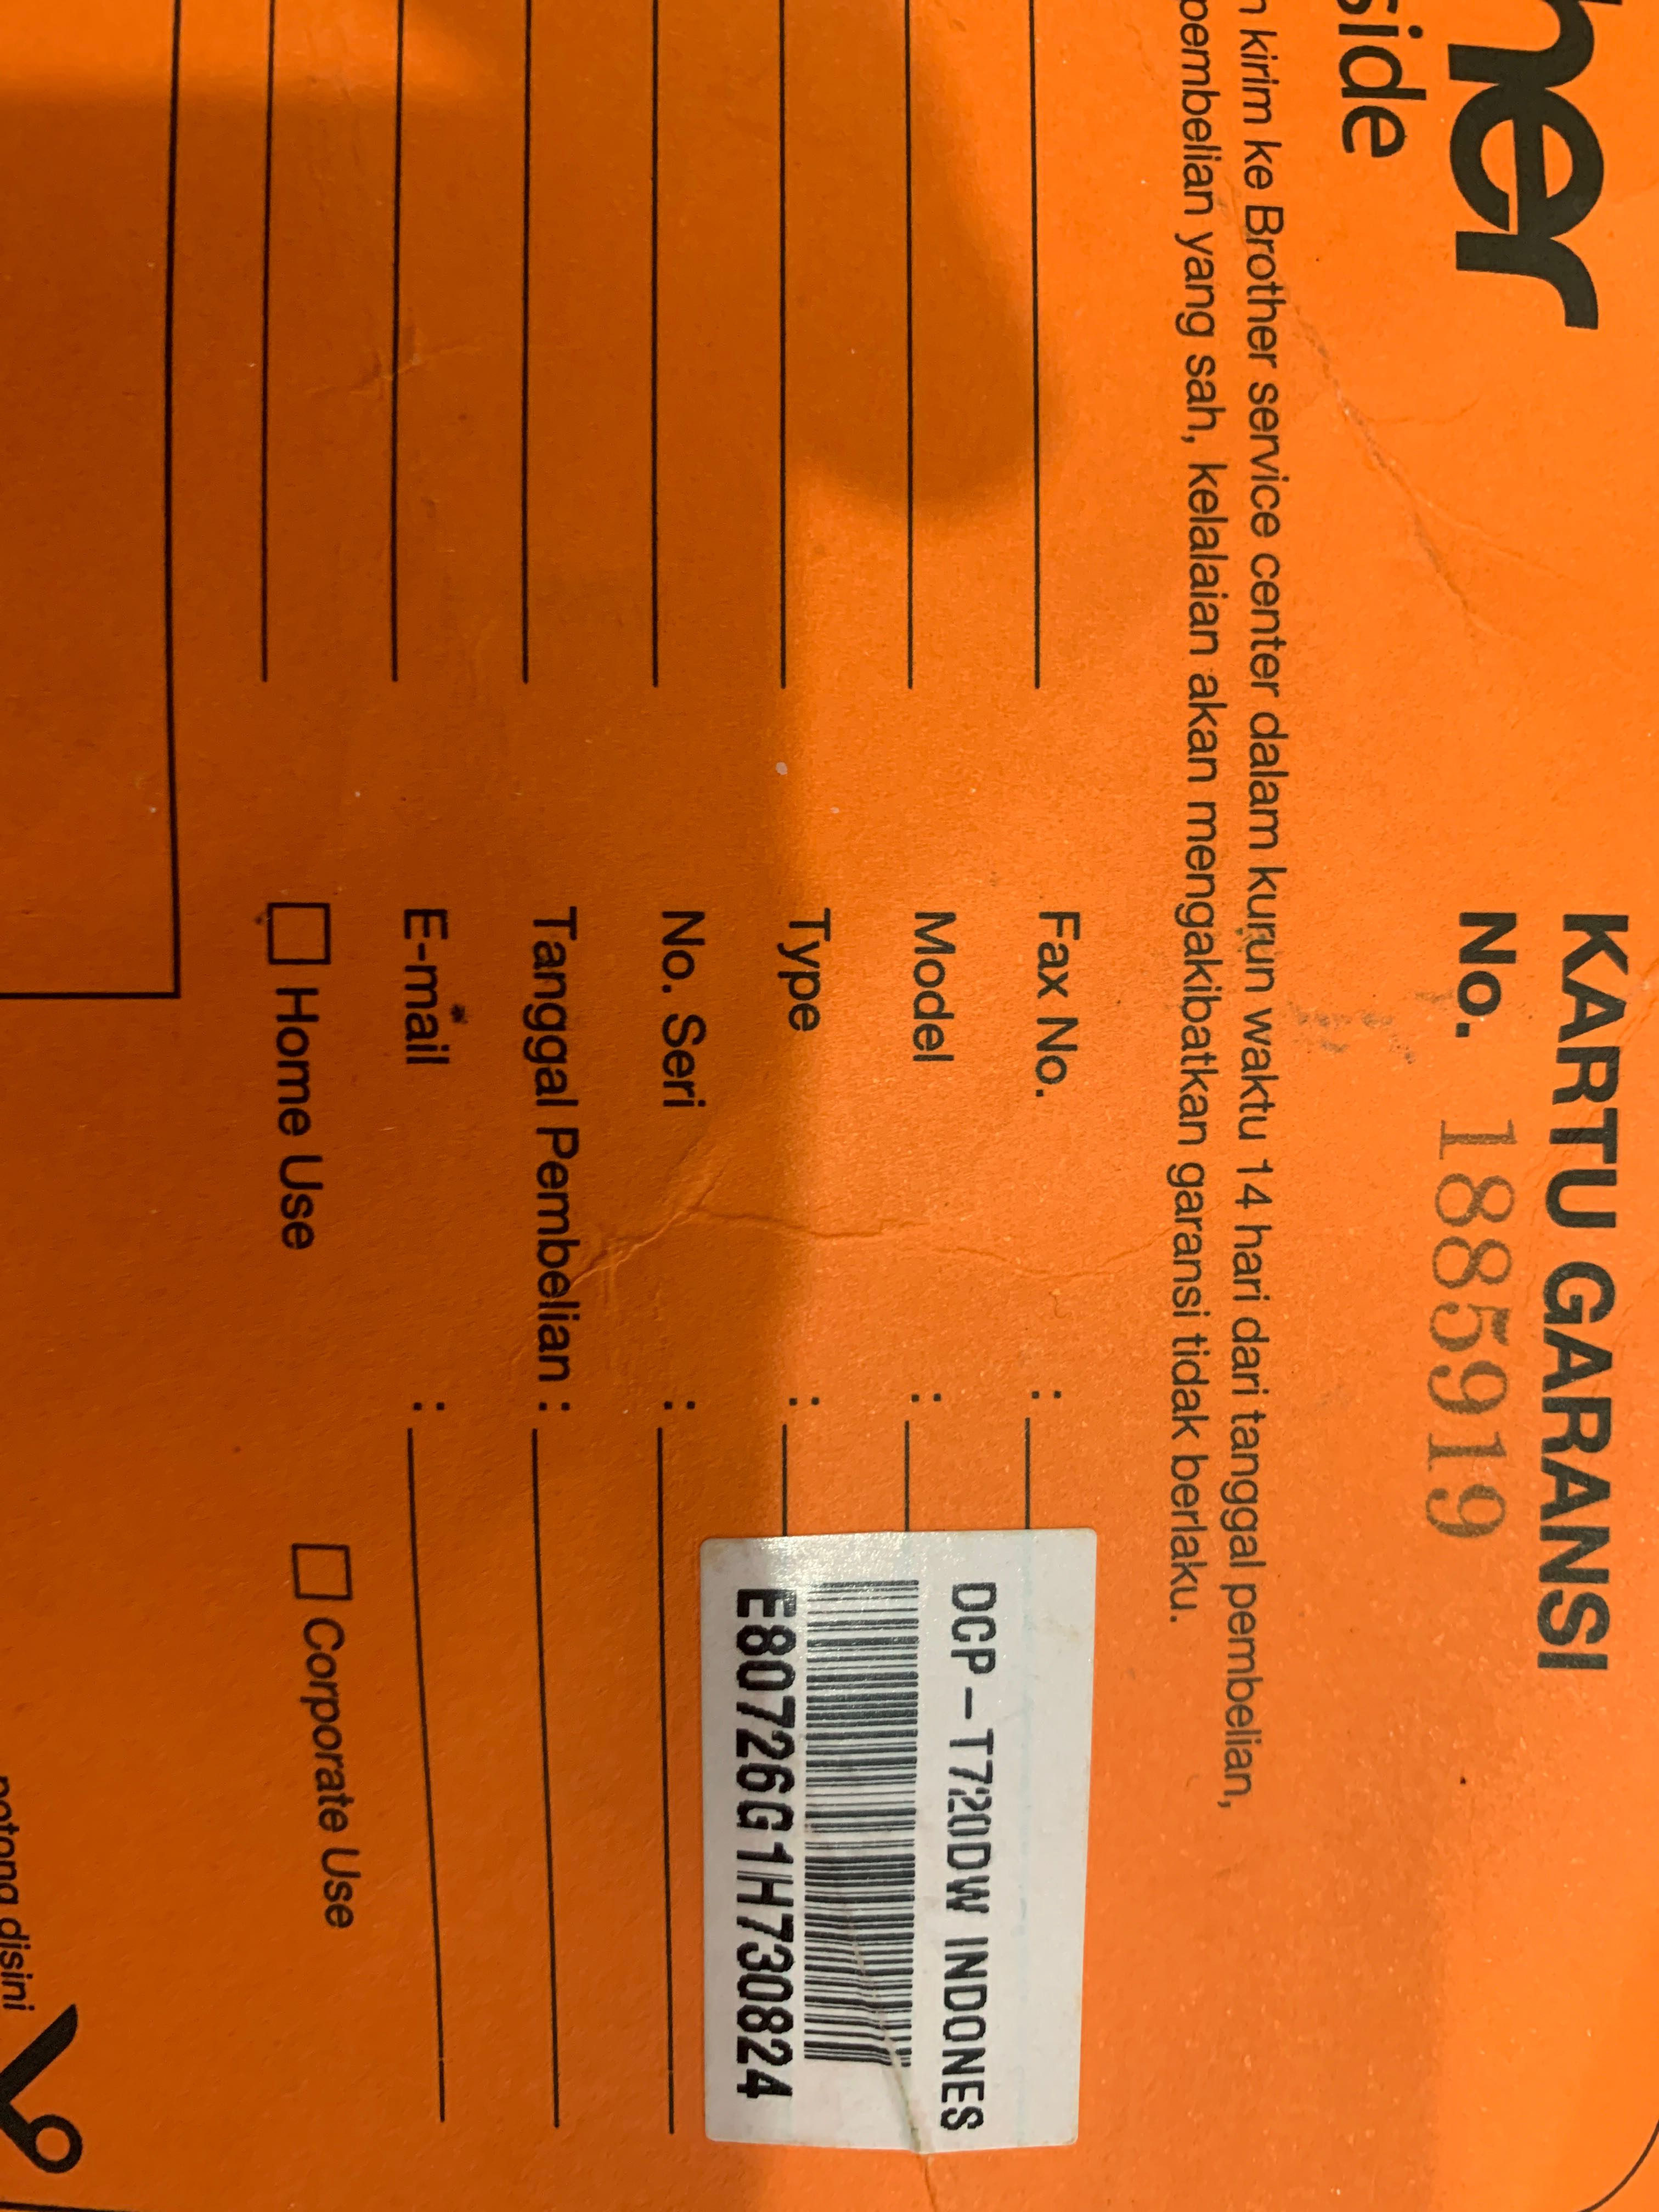 her
side
KARTU GARANSI
No. 1885919
kirim ke Brother service center dalam kurun waktu 14 hari dari tanggal pembelian,
pembelian yang sah, kelalaian akan mengakibatkan garansi tidak berlaku.
Fax No. :
Model :
Type :
No. Seri :
Tanggal Pembelian :
E-mail :
Home Use
Corporate Use
DCP-T720DW INDONES
E80726G1H730824
potong disini